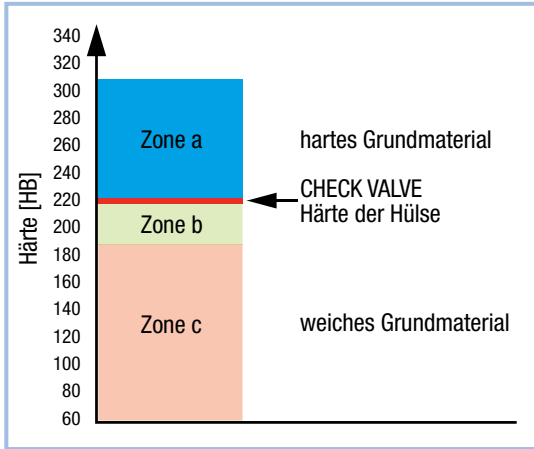 Härte [HB]
340
320
300
280
260
240
220
200
180
160
140
120
100
80
60
Zone a
hartes Grundmaterial
CHECK VALVE
Härte der Hülse
Zone b
Zone c
weiches Grundmaterial